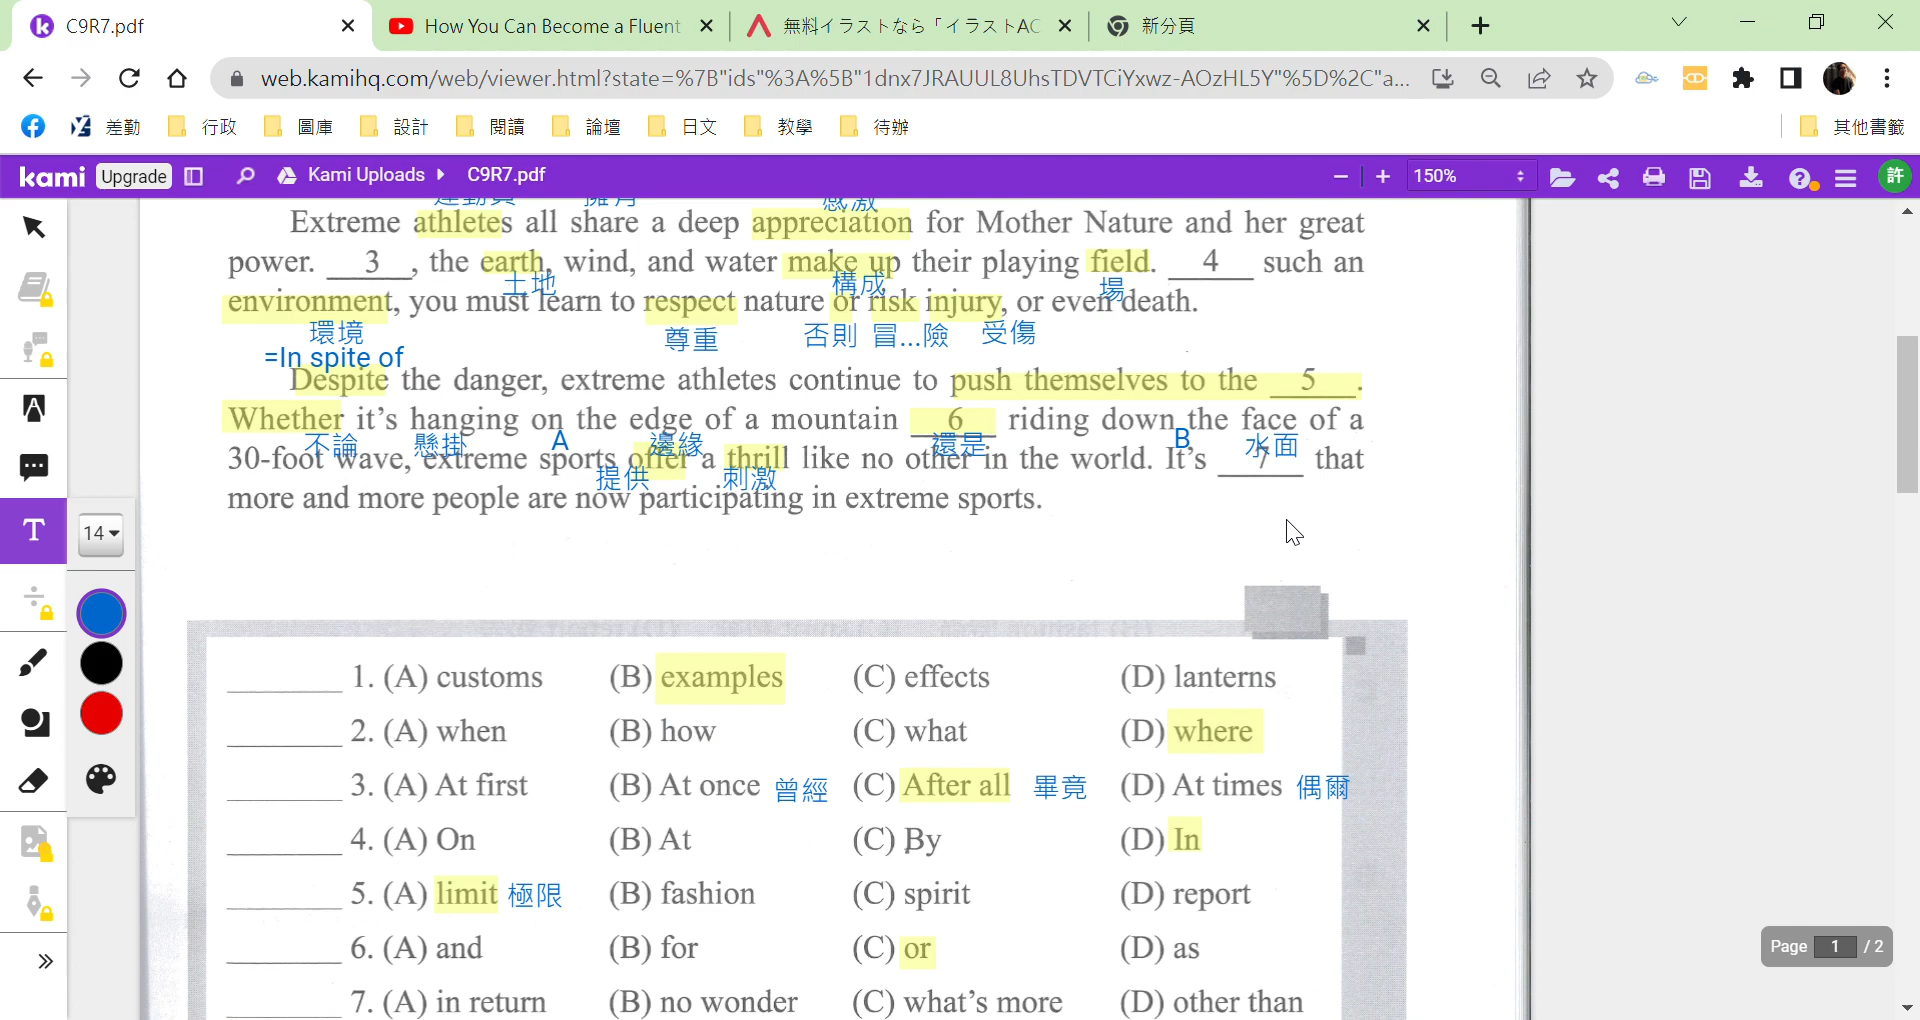 C9R7.pdf
How You Can Become a Fluent
無料イラストなら「イラストAC
新分頁
web.kamihq.com/web/viewer.html?state=%7B"ids"%3A%5B"1dnx7JRAUUL8UhsTDVTCiYxwz-AOzHL5Y"%5D%2C"a...
差勤
行政
圖庫
設計
閱讀
論壇
日文
教學
待辦
其他書籤
kami
Upgrade
Kami Uploads
C9R7.pdf
150%
許
感激
Extreme athletes all share a deep appreciation for Mother Nature and her great
power. 3 , the earth, wind, and water make up their playing field. 4 such an
土地 構成 場
environment, you must learn to respect nature or risk injury, or even death.
環境 尊重 否則 冒...險 受傷
=In spite of
Despite the danger, extreme athletes continue to push themselves to the 5 .
Whether it's hanging on the edge of a mountain 6 riding down the face of a
不論 懸掛 A 邊緣 還是 B 水面
30-foot wave, extreme sports offer a thrill like no other in the world. It's 7 that
提供 刺激
more and more people are now participating in extreme sports.
14
1. (A) customs (B) examples (C) effects (D) lanterns
2. (A) when (B) how (C) what (D) where
3. (A) At first (B) At once 曾經 (C) After all 畢竟 (D) At times 偶爾
4. (A) On (B) At (C) By (D) In
5. (A) limit 極限 (B) fashion (C) spirit (D) report
6. (A) and (B) for (C) or (D) as
7. (A) in return (B) no wonder (C) what's more (D) other than
Page 1 / 2